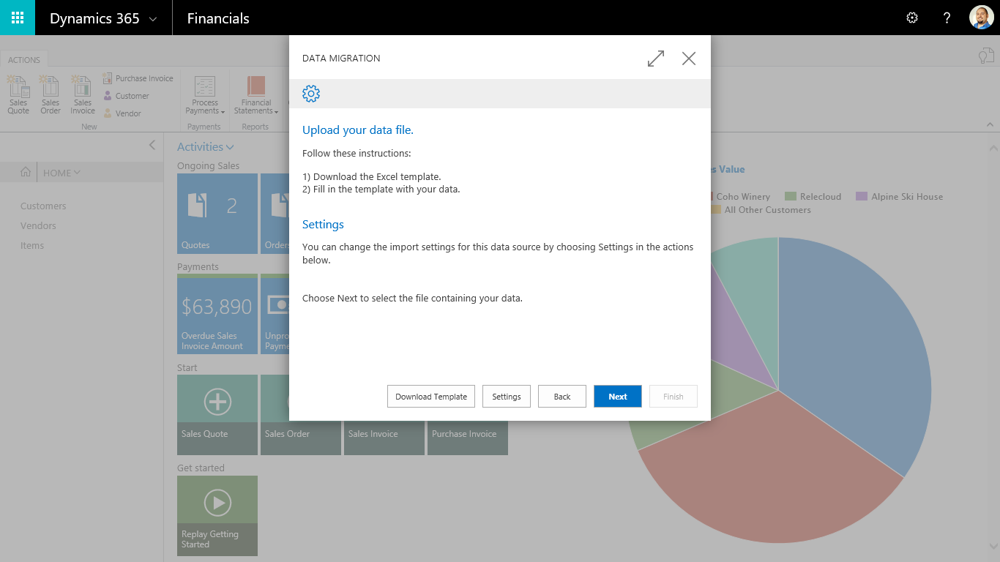 Dynamics 365
Financials
?
ACTIONS
Sales
Quote
Sales
Order
Sales
Invoice
Purchase Invoice
Customer
Vendor
New
Process
Payments
Payments
Financial
Statements
Reports
HOME
Customers
Vendors
Items
Activities
Ongoing Sales
2
Quotes
Orders
Payments
$63,890
Overdue Sales
Invoice Amount
Unpro
Payme
Start
Sales Quote
Sales Order
Sales Invoice
Purchase Invoice
Get started
Replay Getting
Started
DATA MIGRATION
Upload your data file.
Follow these instructions:
1) Download the Excel template.
2) Fill in the template with your data.
Settings
You can change the import settings for this data source by choosing Settings in the actions
below.
Choose Next to select the file containing your data.
Download Template
Settings
Back
Next
Finish
s Value
Coho Winery
Relecloud
Alpine Ski House
All Other Customers